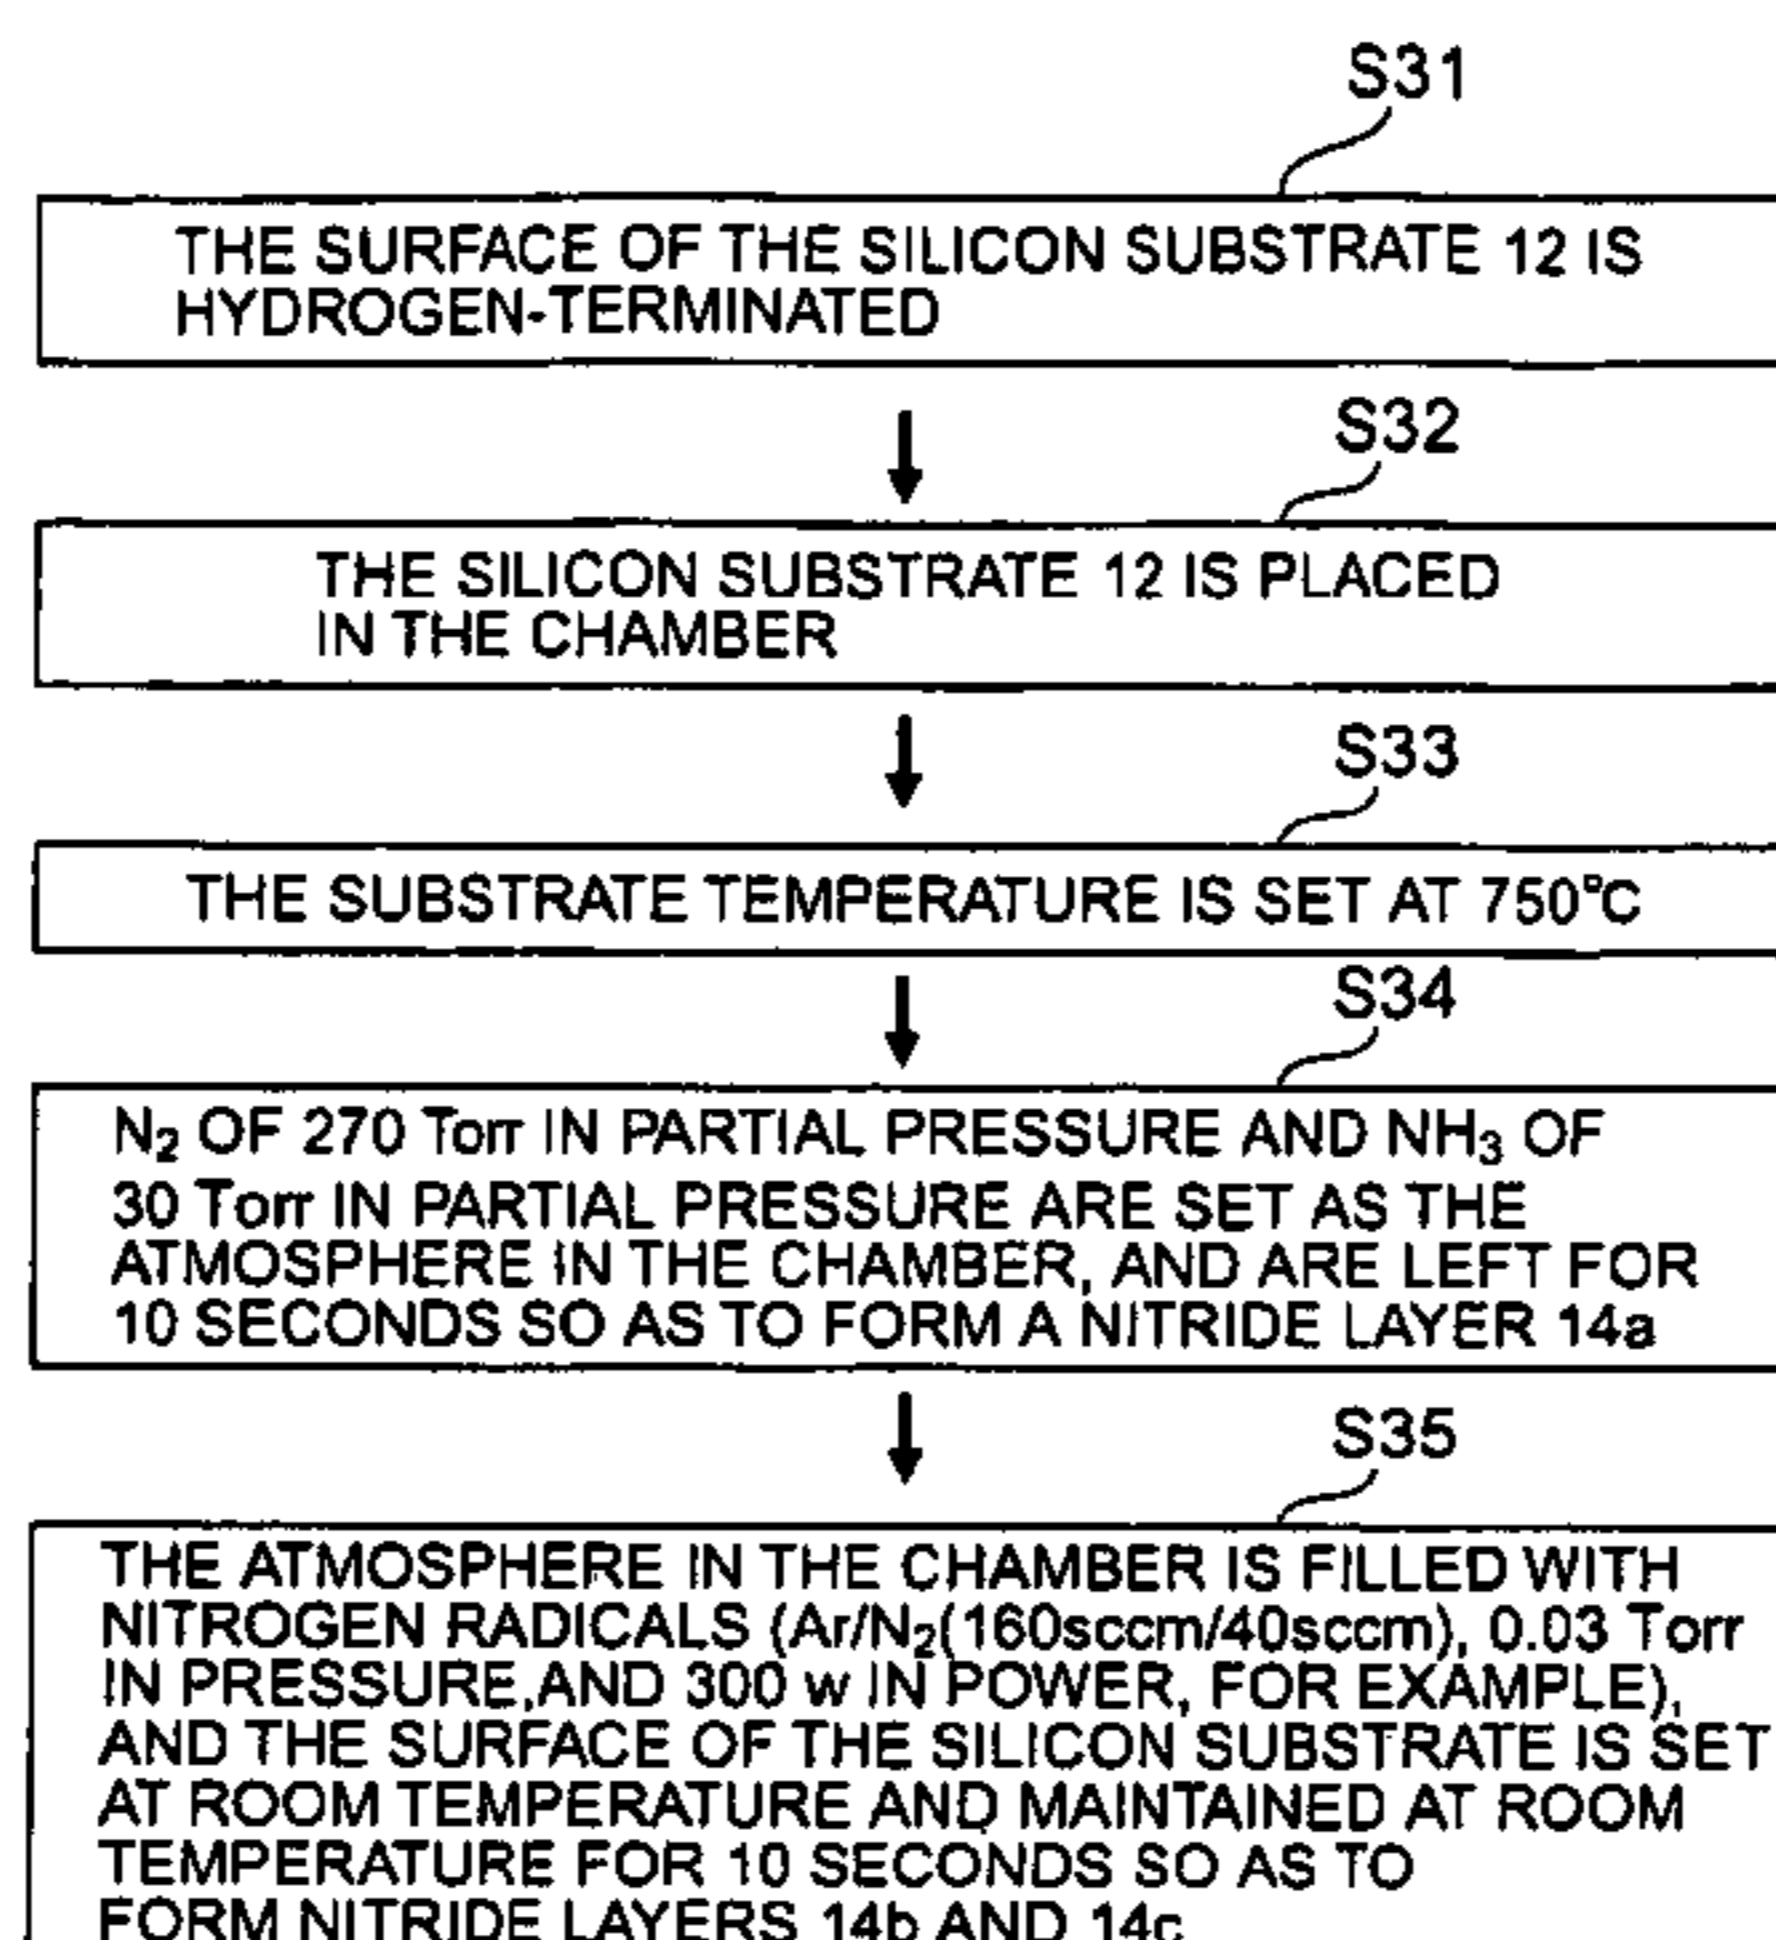 S31
THE SURFACE OF THE SILICON SUBSTRATE 12 IS
HYDROGEN-TERMINATED
S32
THE SILICON SUBSTRATE 12 IS PLACED
IN THE CHAMBER
S33
THE SUBSTRATE TEMPERATURE IS SET AT 750°C
S34
N₂ OF 270 Torr IN PARTIAL PRESSURE AND NH₃ OF
30 Torr IN PARTIAL PRESSURE ARE SET AS THE
ATMOSPHERE IN THE CHAMBER, AND ARE LEFT FOR
10 SECONDS SO AS TO FORM A NITRIDE LAYER 14a
S35
THE ATMOSPHERE IN THE CHAMBER IS FILLED WITH
NITROGEN RADICALS (Ar/N₂(160sccm/40sccm), 0.03 Torr
IN PRESSURE,AND 300 w IN POWER, FOR EXAMPLE),
AND THE SURFACE OF THE SILICON SUBSTRATE IS SET
AT ROOM TEMPERATURE AND MAINTAINED AT ROOM
TEMPERATURE FOR 10 SECONDS SO AS TO
FORM NITRIDE LAYERS 14b AND 14c